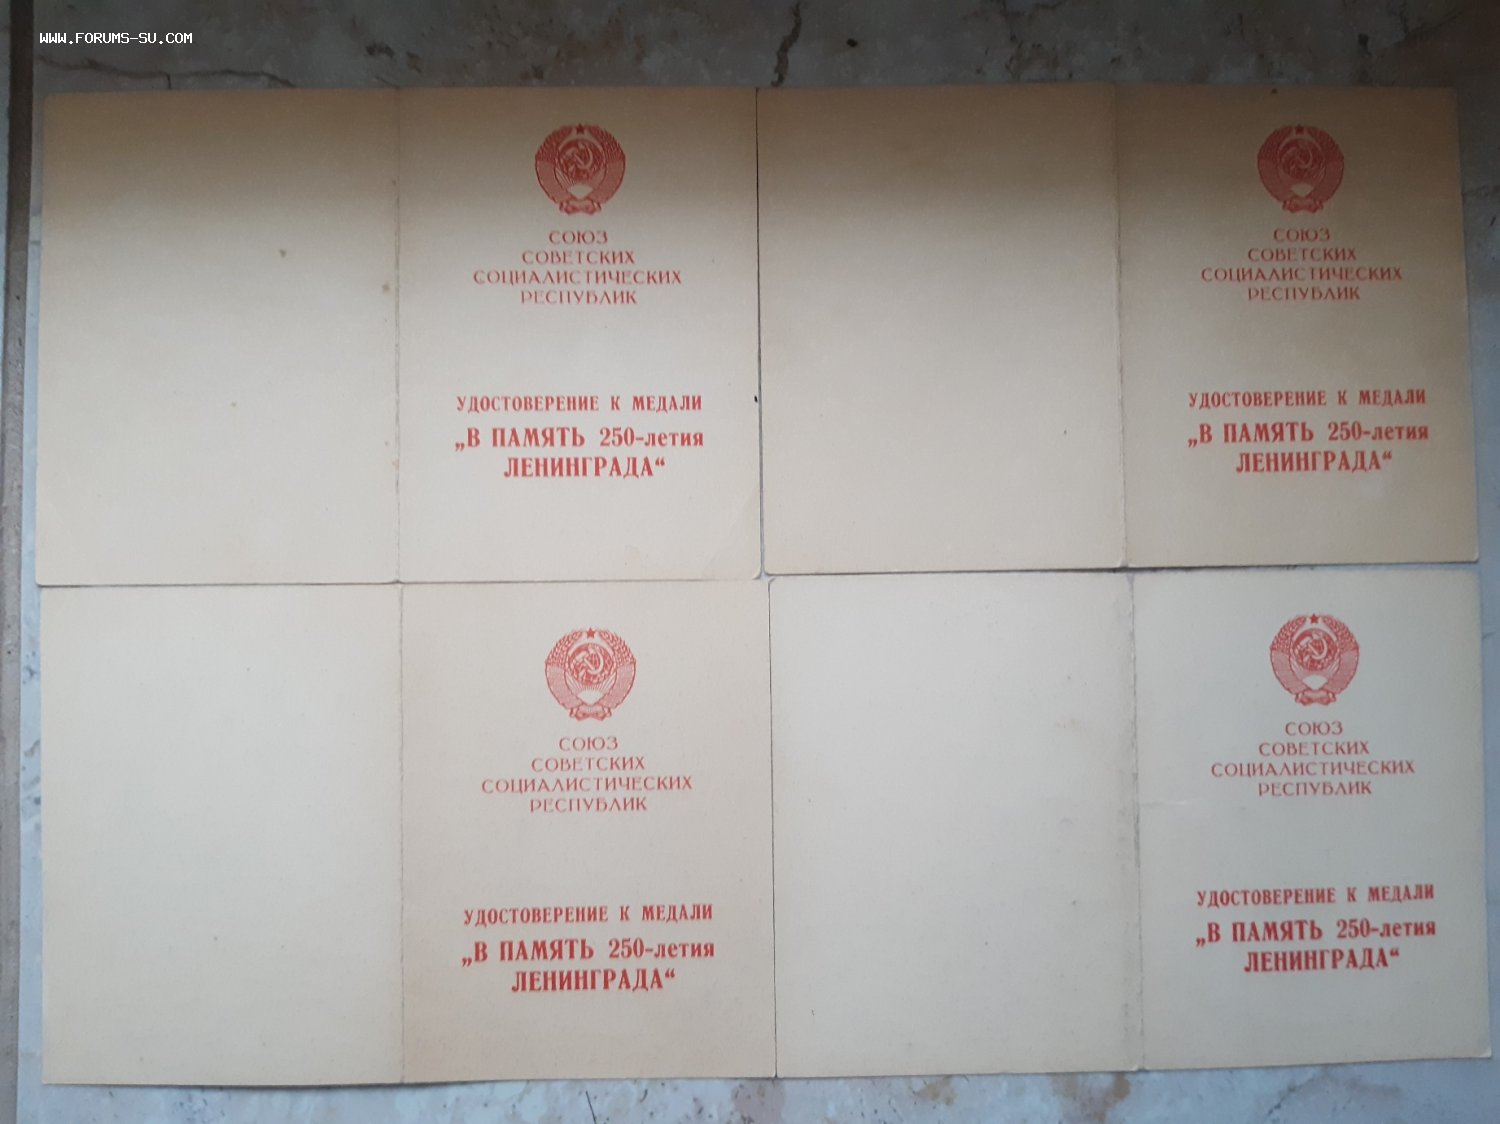 WWW.FORUMS-SU.COM
СОЮЗ
СОВЕТСКИХ
СОЦИАЛИСТИЧЕСКИХ
РЕСПУБЛИК
УДОСТОВЕРЕНИЕ К МЕДАЛИ
„В ПАМЯТЬ 250-летия
ЛЕНИНГРАДА“
СОЮЗ
СОВЕТСКИХ
СОЦИАЛИСТИЧЕСКИХ
РЕСПУБЛИК
УДОСТОВЕРЕНИЕ К МЕДАЛИ
„В ПАМЯТЬ 250-летия
ЛЕНИНГРАДА“
СОЮЗ
СОВЕТСКИХ
СОЦИАЛИСТИЧЕСКИХ
РЕСПУБЛИК
УДОСТОВЕРЕНИЕ К МЕДАЛИ
„В ПАМЯТЬ 250-летия
ЛЕНИНГРАДА“
СОЮЗ
СОВЕТСКИХ
СОЦИАЛИСТИЧЕСКИХ
РЕСПУБЛИК
УДОСТОВЕРЕНИЕ К МЕДАЛИ
„В ПАМЯТЬ 250-летия
ЛЕНИНГРАДА“